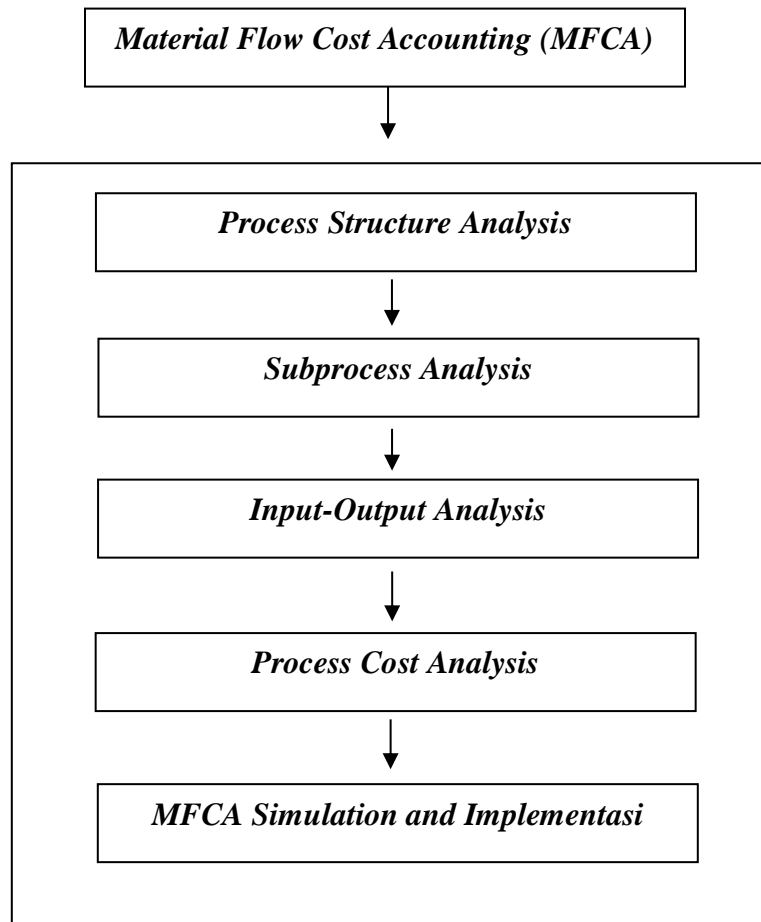 Material Flow Cost Accounting (MFCA)
Process Structure Analysis
Subprocess Analysis
Input-Output Analysis
Process Cost Analysis
MFCA Simulation and Implementasi